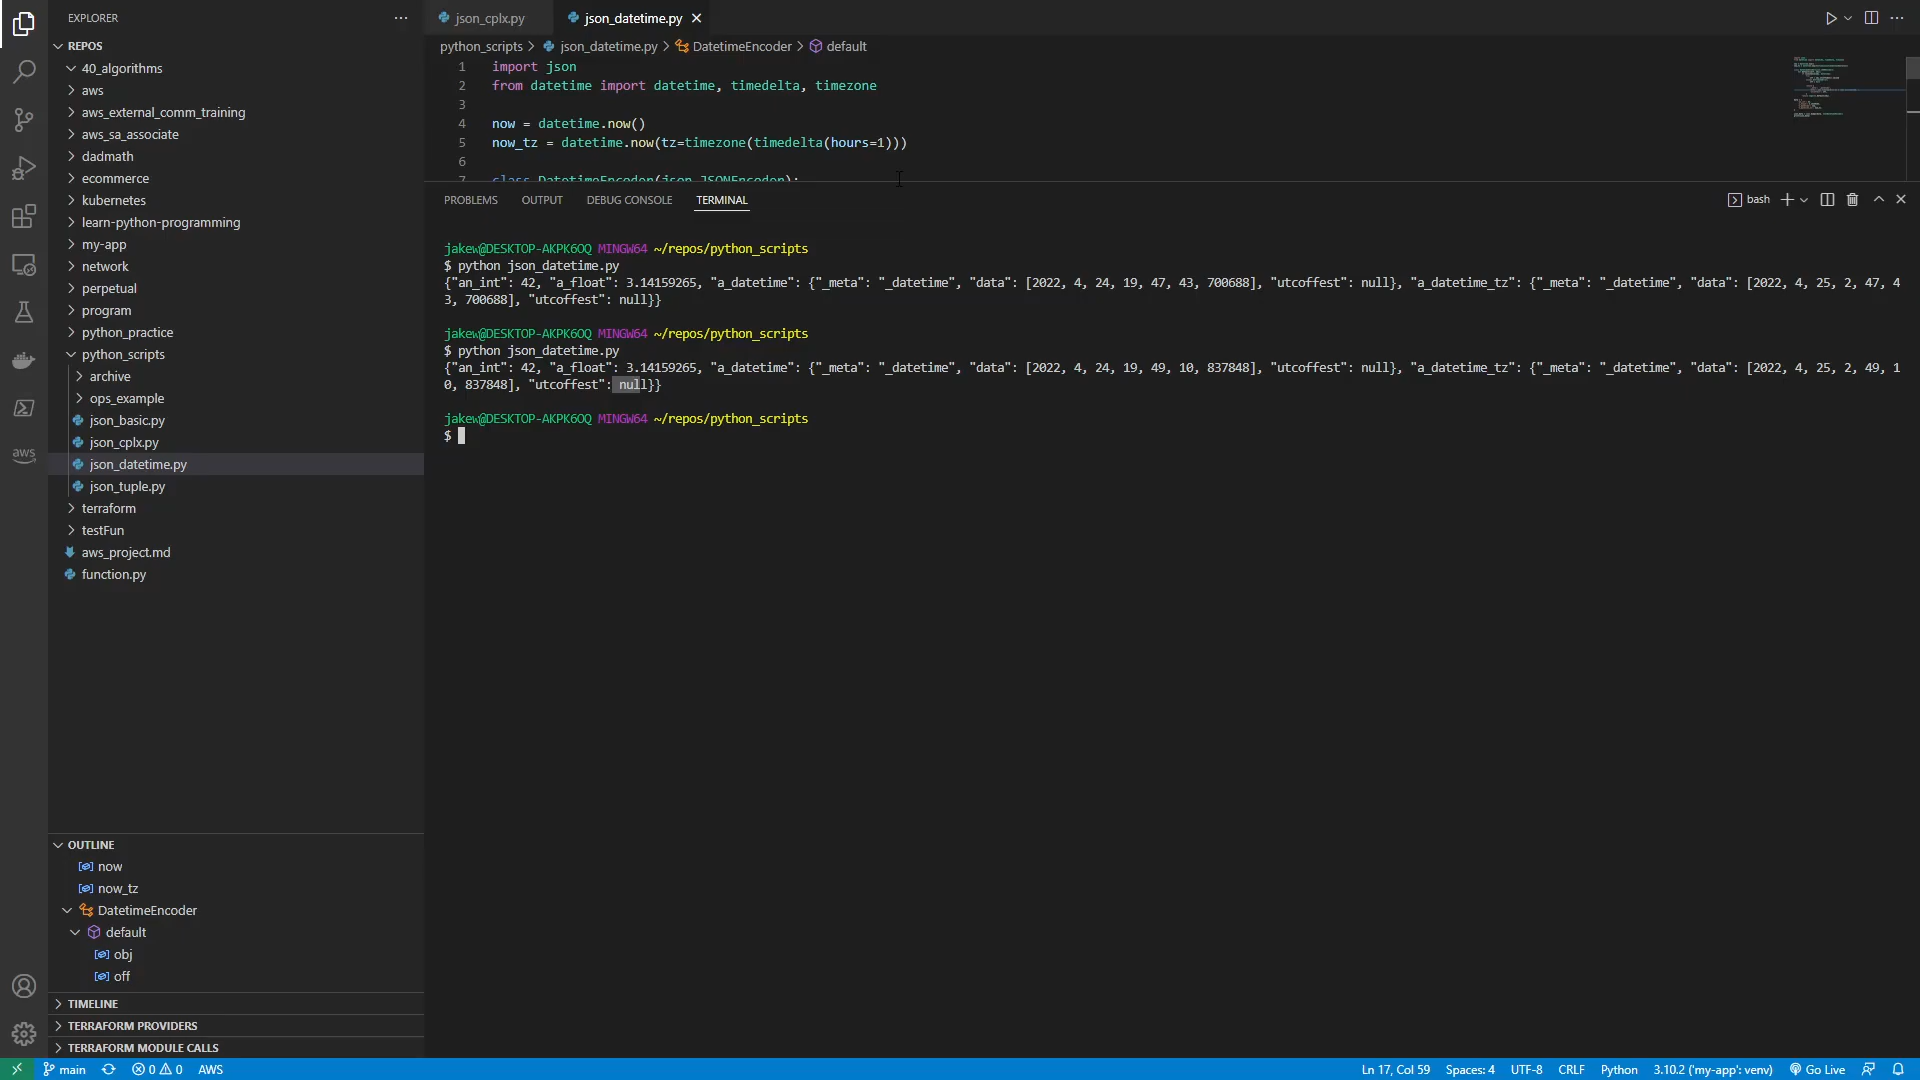 EXPLORER
REPOS
40_algorithms
aws
aws_external_comm_training
aws_sa_associate
dadmath
ecommerce
kubernetes
learn-python-programming
my-app
network
perpetual
program
python_practice
python_scripts
archive
ops_example
json_basic.py
json_cplx.py
json_datetime.py
json_tuple.py
terraform
testFun
aws_project.md
function.py
OUTLINE
now
now_tz
DatetimeEncoder
default
obj
off
TIMELINE
TERRAFORM PROVIDERS
TERRAFORM MODULE CALLS
aws
json_cplx.py json_datetime.py
python_scripts > json_datetime.py > DatetimeEncoder > default
1 import json
2 from datetime import datetime, timedelta, timezone
3
4 now = datetime.now()
5 now_tz = datetime.now(tz=timezone(timedelta(hours=1)))
6
7 class DatetimeEncoder(json.JSONEncoder):
PROBLEMS OUTPUT DEBUG CONSOLE TERMINAL bash
jakew@DESKTOP-AKPK6OQ MINGW64 ~/repos/python_scripts
$ python json_datetime.py
{"an_int": 42, "a_float": 3.14159265, "a_datetime": {"_meta": "_datetime", "data": [2022, 4, 24, 19, 47, 43, 700688], "utcoffest": null}, "a_datetime_tz": {"_meta": "_datetime", "data": [2022, 4, 25, 2, 47, 4
3, 700688], "utcoffest": null}}
jakew@DESKTOP-AKPK6OQ MINGW64 ~/repos/python_scripts
$ python json_datetime.py
{"an_int": 42, "a_float": 3.14159265, "a_datetime": {"_meta": "_datetime", "data": [2022, 4, 24, 19, 49, 10, 837848], "utcoffest": null}, "a_datetime_tz": {"_meta": "_datetime", "data": [2022, 4, 25, 2, 49, 1
0, 837848], "utcoffest": null}}
jakew@DESKTOP-AKPK6OQ MINGW64 ~/repos/python_scripts
$
main 0 0 AWS Ln 17, Col 59 Spaces: 4 UTF-8 CRLF Python 3.10.2 ('my-app': venv) Go Live